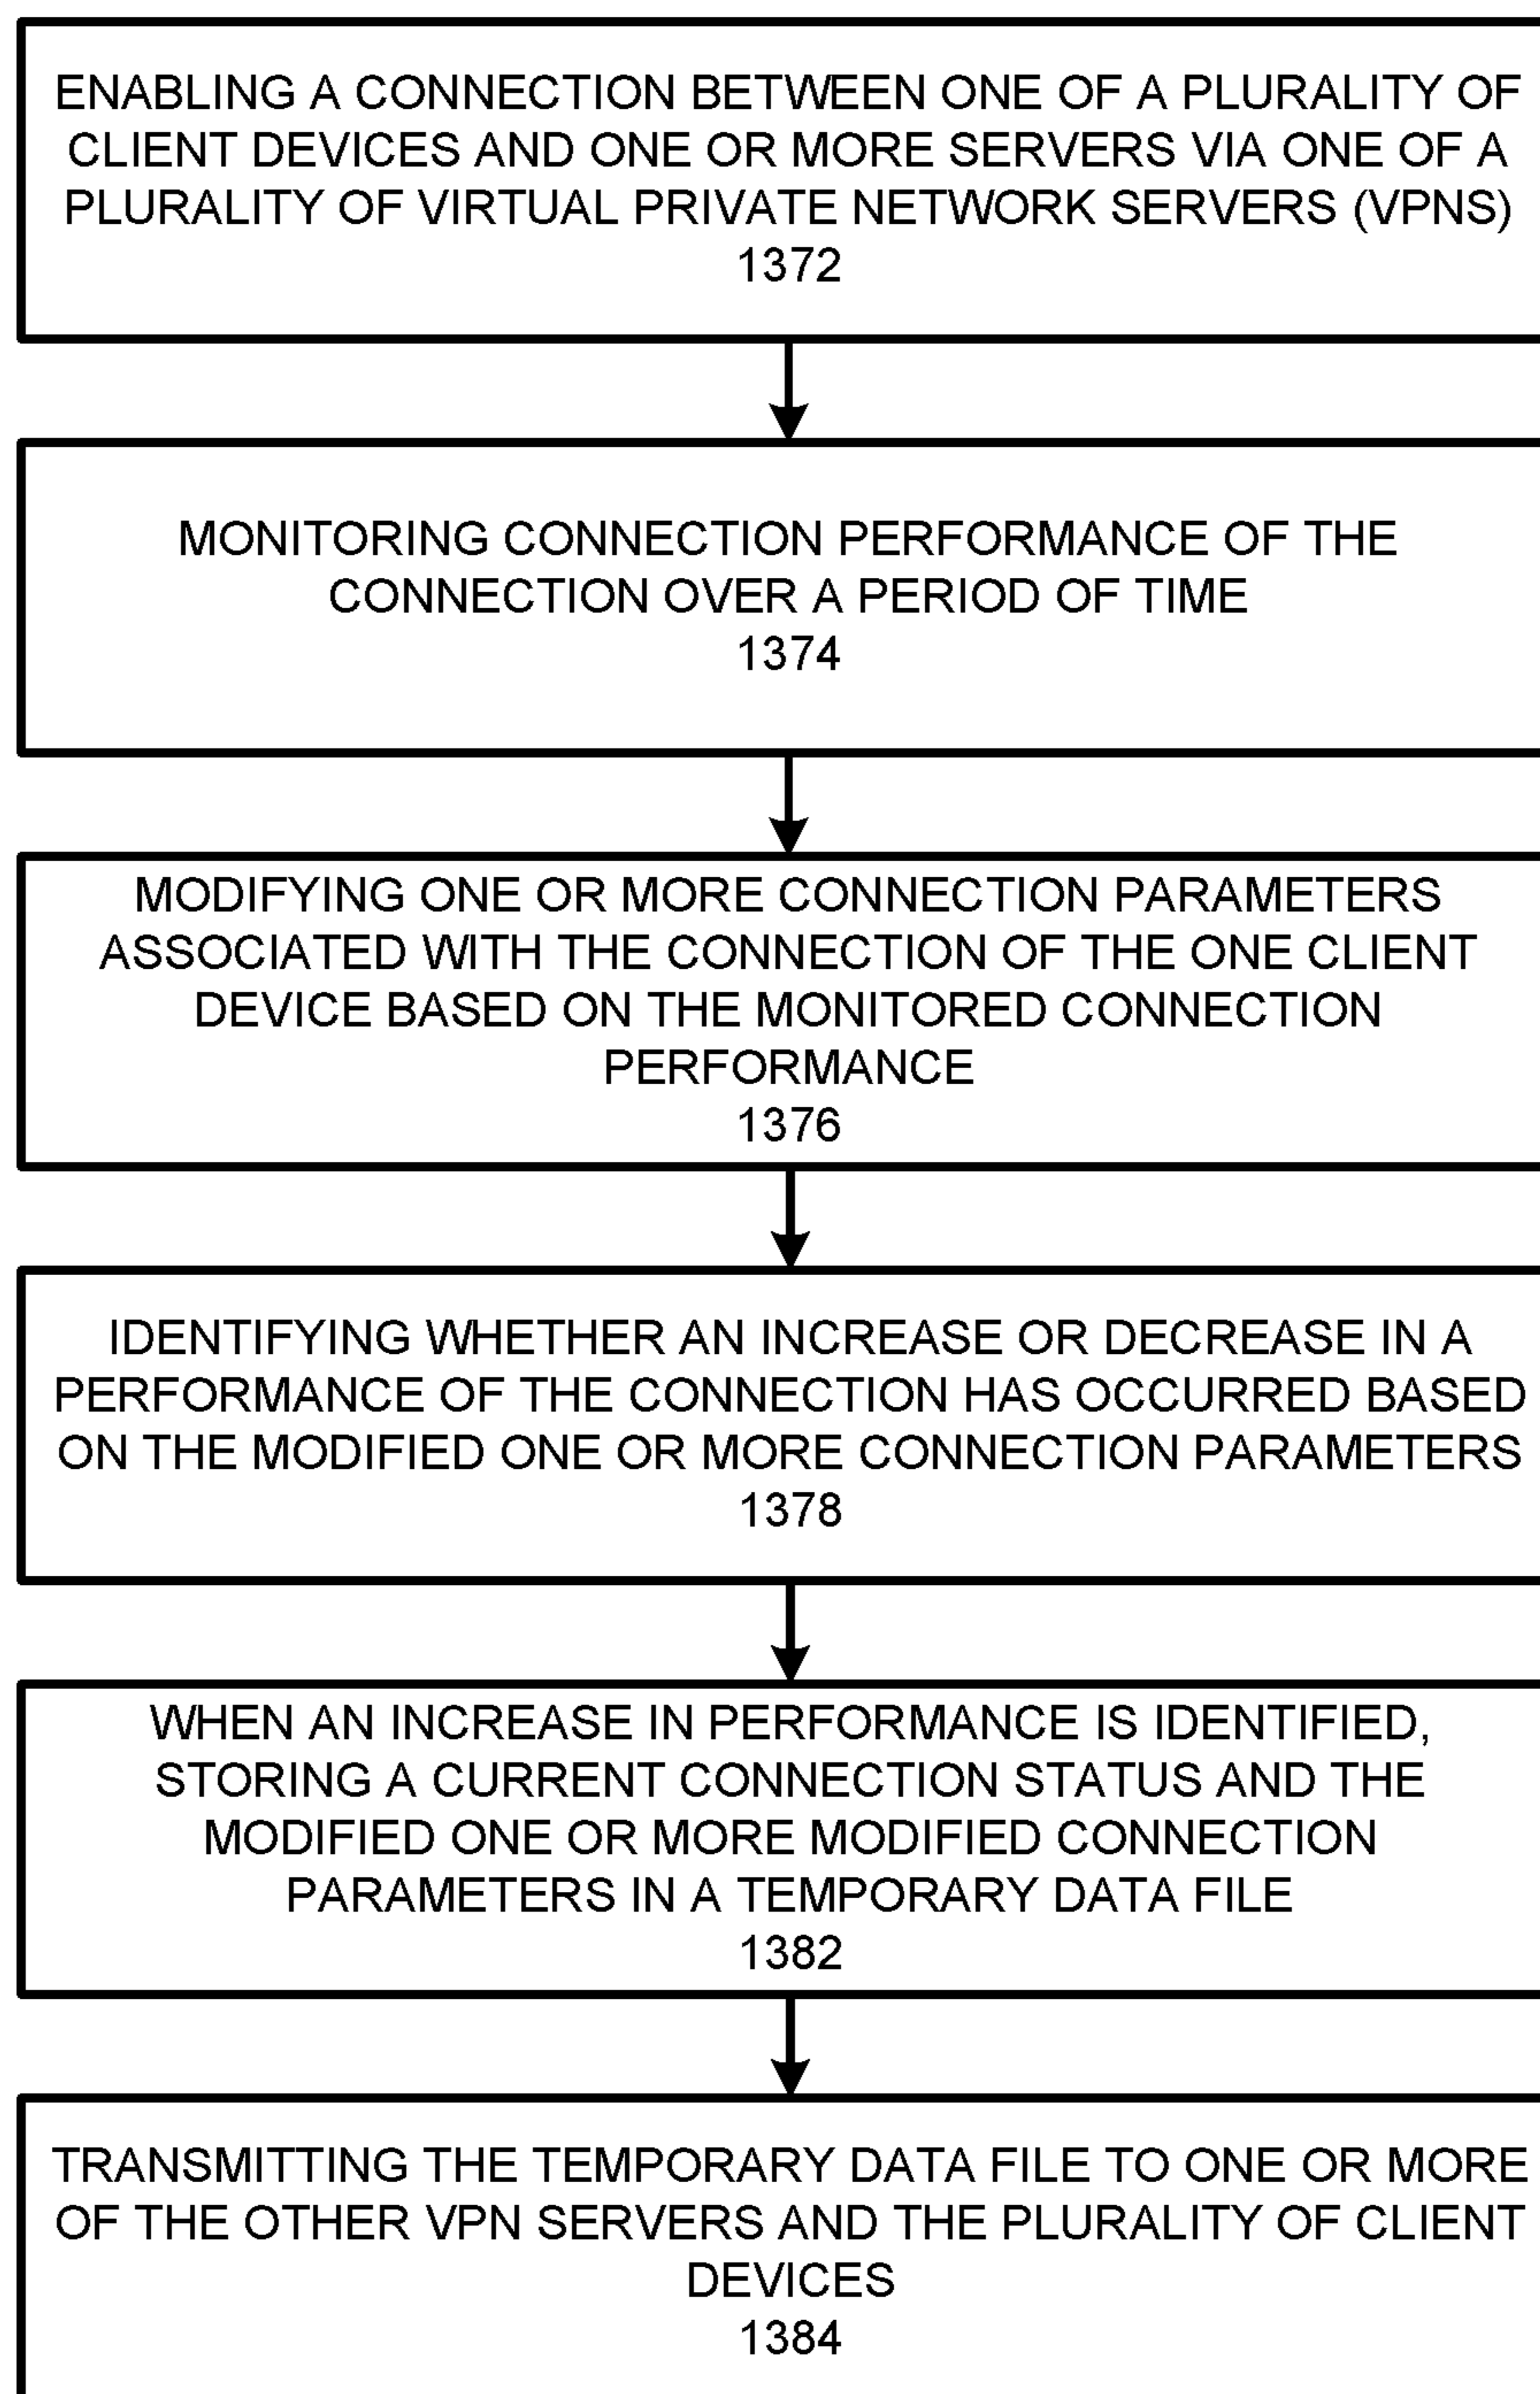 ENABLING A CONNECTION BETWEEN ONE OF A PLURALITY OF
CLIENT DEVICES AND ONE OR MORE SERVERS VIA ONE OF A
PLURALITY OF VIRTUAL PRIVATE NETWORK SERVERS (VPNS)
1372
MONITORING CONNECTION PERFORMANCE OF THE
CONNECTION OVER A PERIOD OF TIME
1374
MODIFYING ONE OR MORE CONNECTION PARAMETERS
ASSOCIATED WITH THE CONNECTION OF THE ONE CLIENT
DEVICE BASED ON THE MONITORED CONNECTION
PERFORMANCE
1376
IDENTIFYING WHETHER AN INCREASE OR DECREASE IN A
PERFORMANCE OF THE CONNECTION HAS OCCURRED BASED
ON THE MODIFIED ONE OR MORE CONNECTION PARAMETERS
1378
WHEN AN INCREASE IN PERFORMANCE IS IDENTIFIED,
STORING A CURRENT CONNECTION STATUS AND THE
MODIFIED ONE OR MORE MODIFIED CONNECTION
PARAMETERS IN A TEMPORARY DATA FILE
1382
TRANSMITTING THE TEMPORARY DATA FILE TO ONE OR MORE
OF THE OTHER VPN SERVERS AND THE PLURALITY OF CLIENT
DEVICES
1384